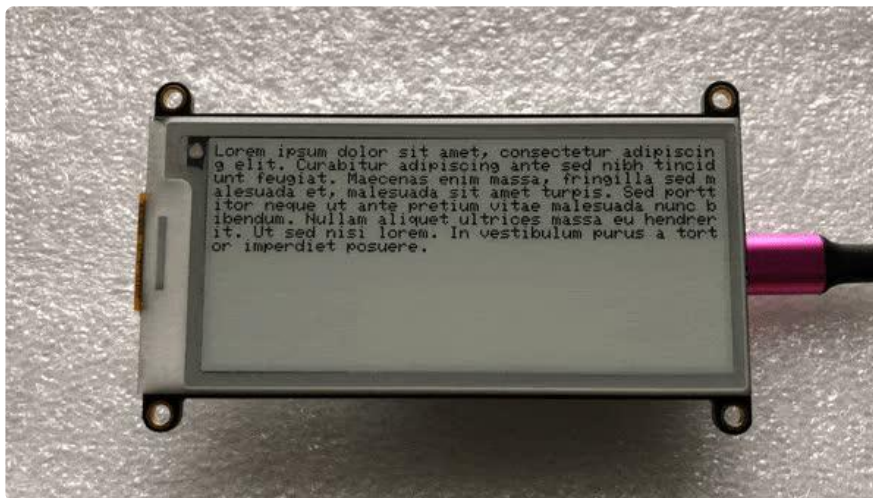 Lorem ipsum dolor sit amet, consectetur adipiscin
g elit. Curabitur adipiscing ante sed nibh tincid
unt feugiat. Maecenas enim massa, fringilla sed m
alesuada et, malesuada sit amet turpis. Sed portt
itor neque ut ante pretium vitae malesuada nunc b
ibendum. Nullam aliquet ultrices massa eu hendrer
it. Ut sed nisi lorem. In vestibulum purus a tort
or imperdiet posuere.